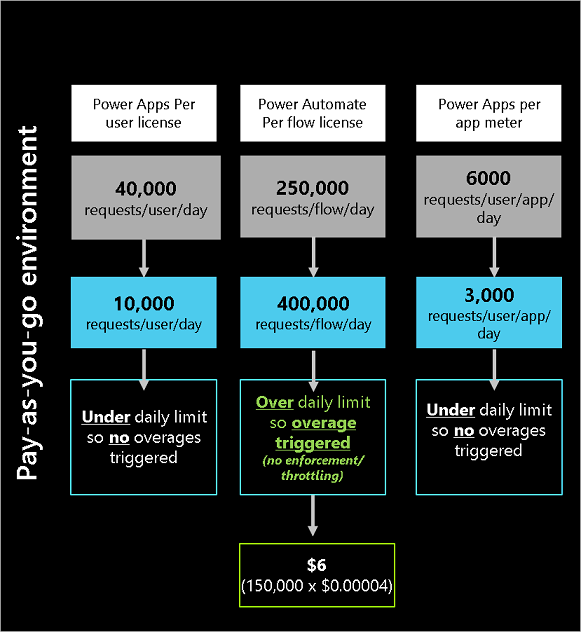 Pay-as-you-go environment
Power Apps Per
user license
Power Automate
Per flow license
Power Apps per
app meter
40,000
requests/user/day
250,000
requests/flow/day
6000
requests/user/app/
day
10,000
requests/user/day
400,000
requests/flow/day
3,000
requests/user/app/
day
Under daily limit
so no overages
triggered
Over daily limit
so overage
triggered
(no enforcement/
throttling)
Under daily limit
so no overages
triggered
$6
(150,000 x $0.00004)